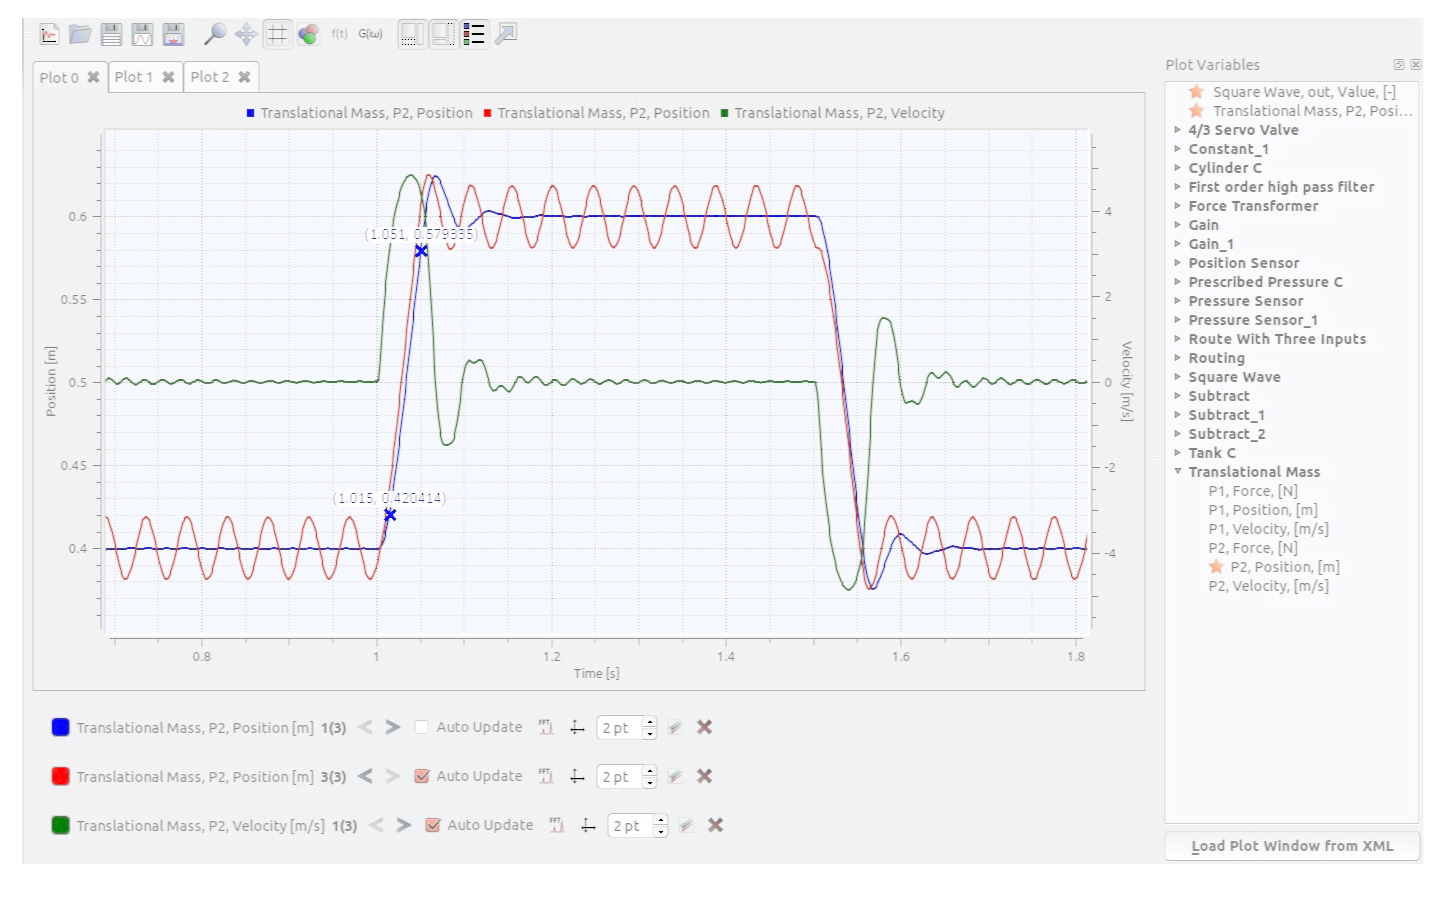 f(t) G(iω)
Plot 0 Plot 1 Plot 2
Translational Mass, P2, Position Translational Mass, P2, Position Translational Mass, P2, Velocity
0.6
0.55
0.5
0.45
0.4
Position [m]
(1.051, 0.579335)
(1.015, 0.420414)
4
2
0
-2
-4
Velocity [m/s]
0.8 1 1.2 1.4 1.6 1.8
Time [s]
Translational Mass, P2, Position [m] 1(3) < > Auto Update FFT 2 pt
Translational Mass, P2, Position [m] 3(3) < > Auto Update FFT 2 pt
Translational Mass, P2, Velocity [m/s] 1(3) < > Auto Update FFT 2 pt
Plot Variables
Square Wave, out, Value, [-]
Translational Mass, P2, Posi...
4/3 Servo Valve
Constant_1
Cylinder C
First order high pass filter
Force Transformer
Gain
Gain_1
Position Sensor
Prescribed Pressure C
Pressure Sensor
Pressure Sensor_1
Route With Three Inputs
Routing
Square Wave
Subtract
Subtract_1
Subtract_2
Tank C
Translational Mass
P1, Force, [N]
P1, Position, [m]
P1, Velocity, [m/s]
P2, Force, [N]
P2, Position, [m]
P2, Velocity, [m/s]
Load Plot Window from XML